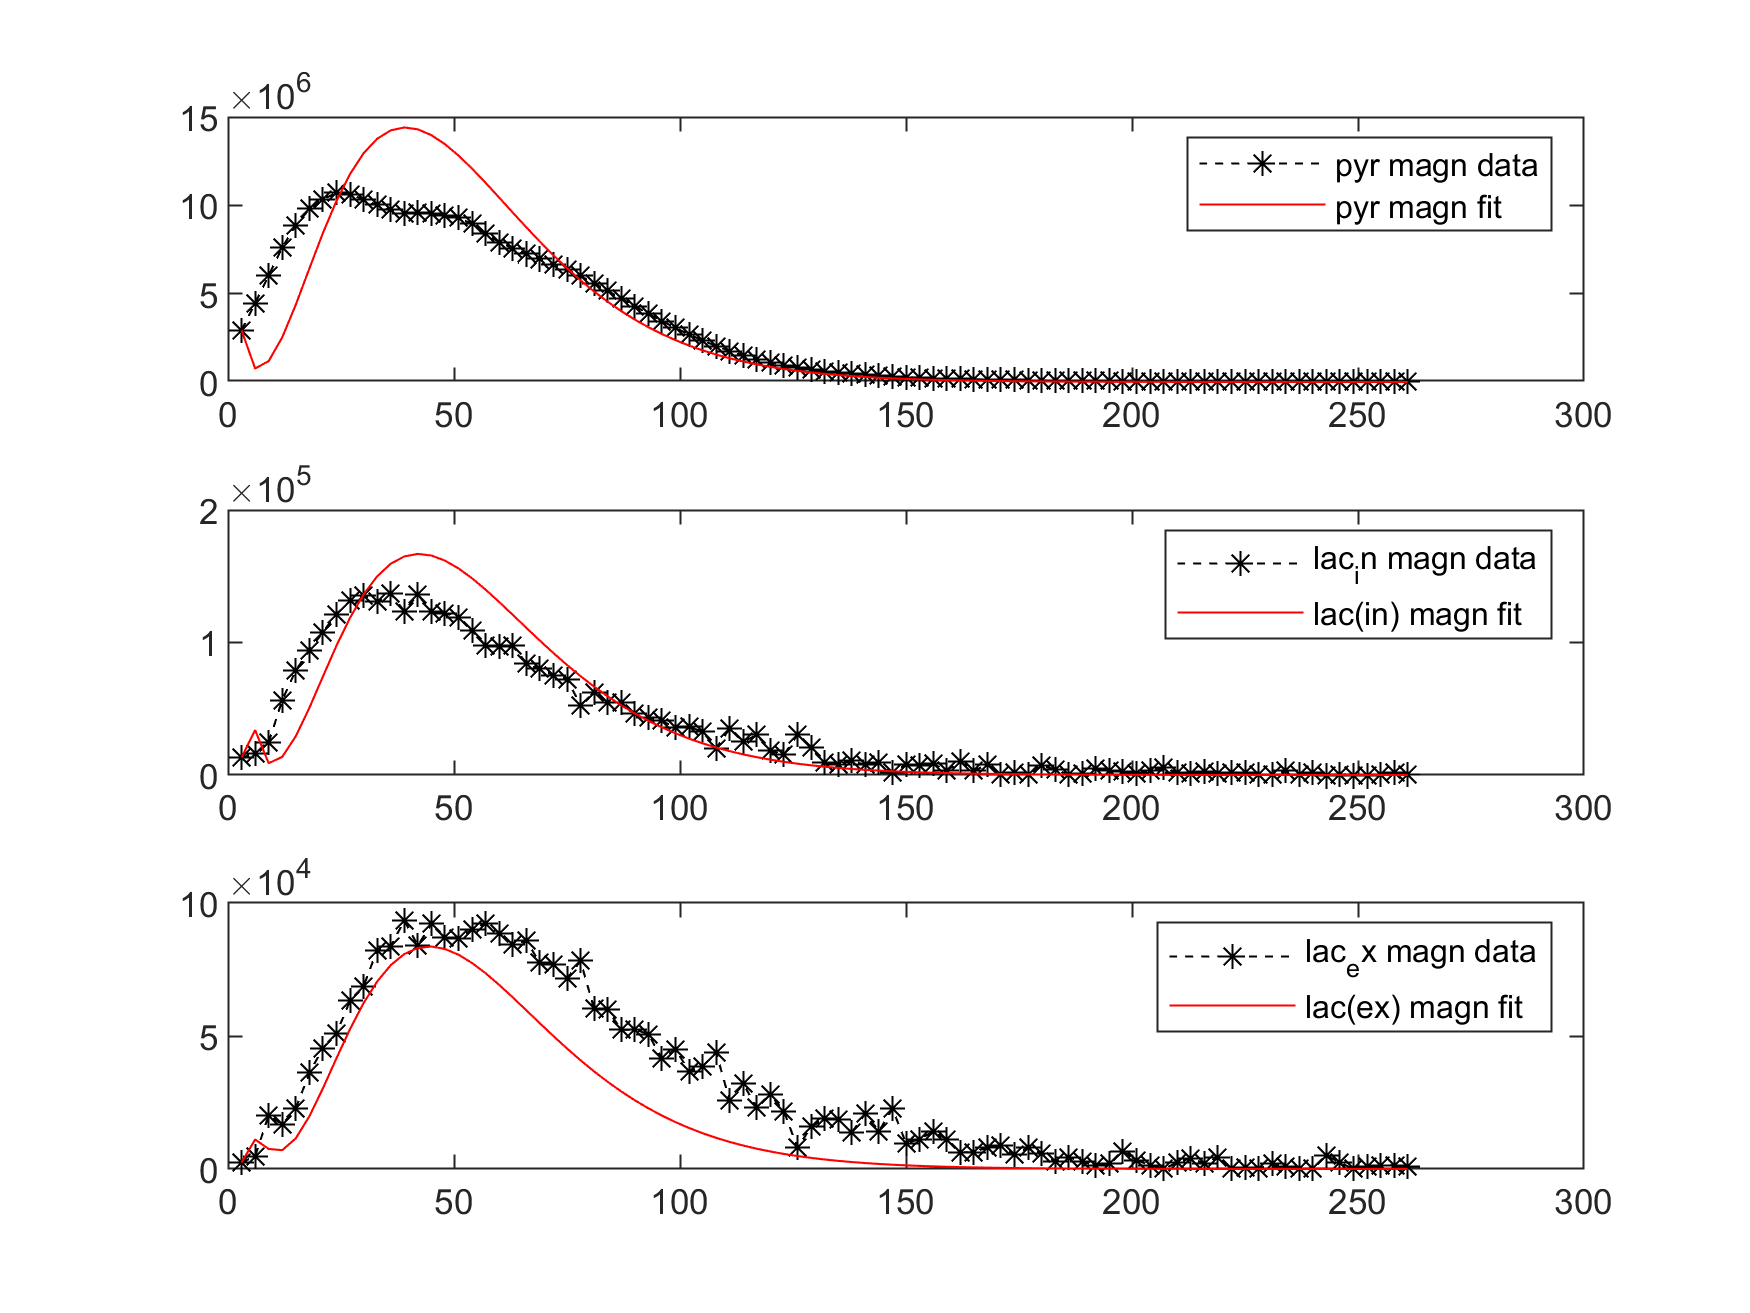 ×10^6
15
10
5
0
0 50 100 150 200 250 300
pyr magn data
pyr magn fit
×10^5
2
1
0
0 50 100 150 200 250 300
lac_in magn data
lac(in) magn fit
×10^4
10
5
0
0 50 100 150 200 250 300
lac_ex magn data
lac(ex) magn fit